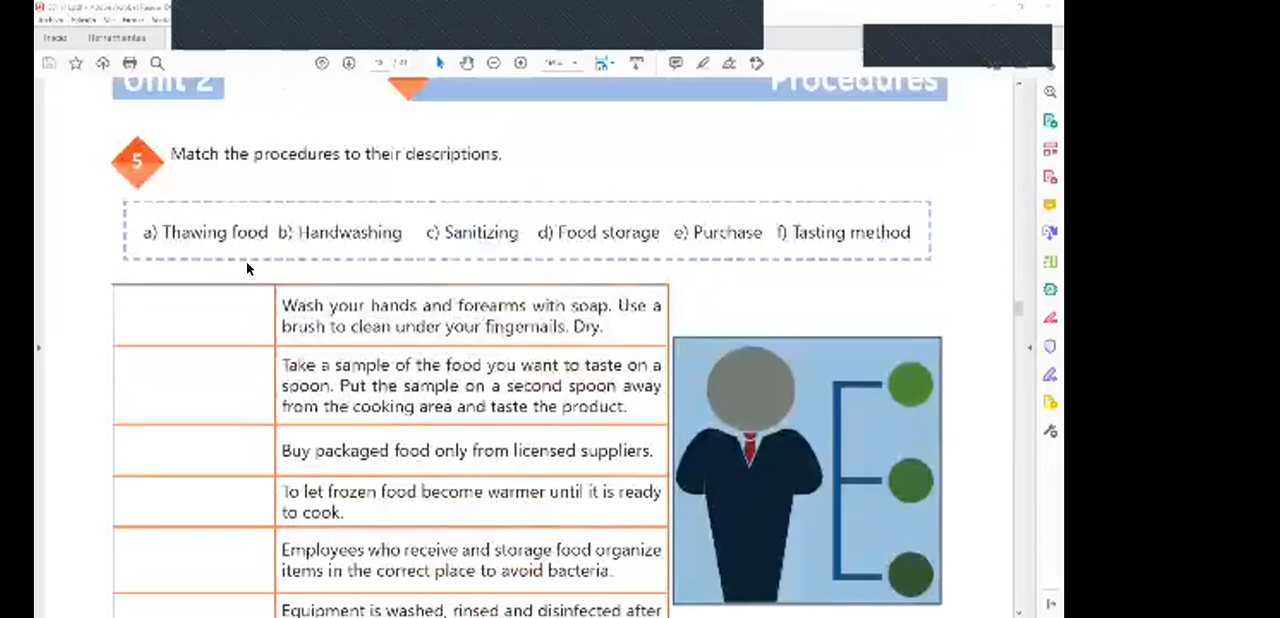 Inicio
Herramientas
Unit 2
Procedures
5
Match the procedures to their descriptions.
a) Thawing food b) Handwashing c) Sanitizing d) Food storage e) Purchase f) Tasting method
Wash your hands and forearms with soap. Use a
brush to clean under your fingernails. Dry.
Take a sample of the food you want to taste on a
spoon. Put the sample on a second spoon away
from the cooking area and taste the product.
Buy packaged food only from licensed suppliers.
To let frozen food become warmer until it is ready
to cook.
Employees who receive and storage food organize
items in the correct place to avoid bacteria.
Equipment is washed, rinsed and disinfected after